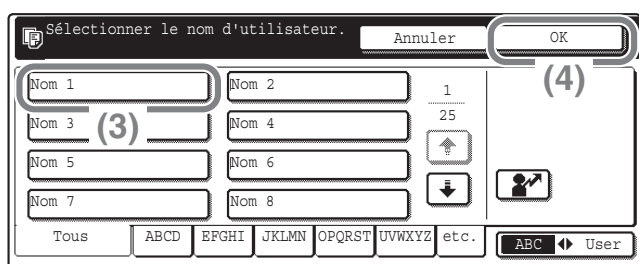 Sélectionner le nom d'utilisateur. Annuler OK
(4)
Nom 1 Nom 2 1
(3)
Nom 3 Nom 4 25
Nom 5 Nom 6
Nom 7 Nom 8
Tous ABCD EFGHI JKLMN OPQRST UVWXYZ etc. ABC User